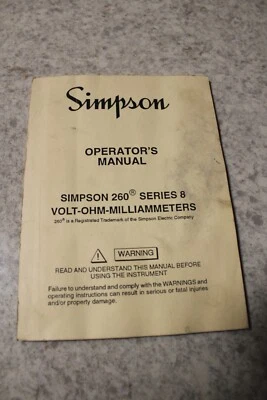 Simpson
OPERATOR'S
MANUAL
SIMPSON 260® SERIES 8
VOLT-OHM-MILLIAMMETERS
260® is a Registrated Trademark of the Simpson Electric Company
WARNING
READ AND UNDERSTAND THIS MANUAL BEFORE
USING THE INSTRUMENT
Failure to understand and comply with the WARNINGS and
operating instructions can result in serious or fatal injuries
and/or property damage.